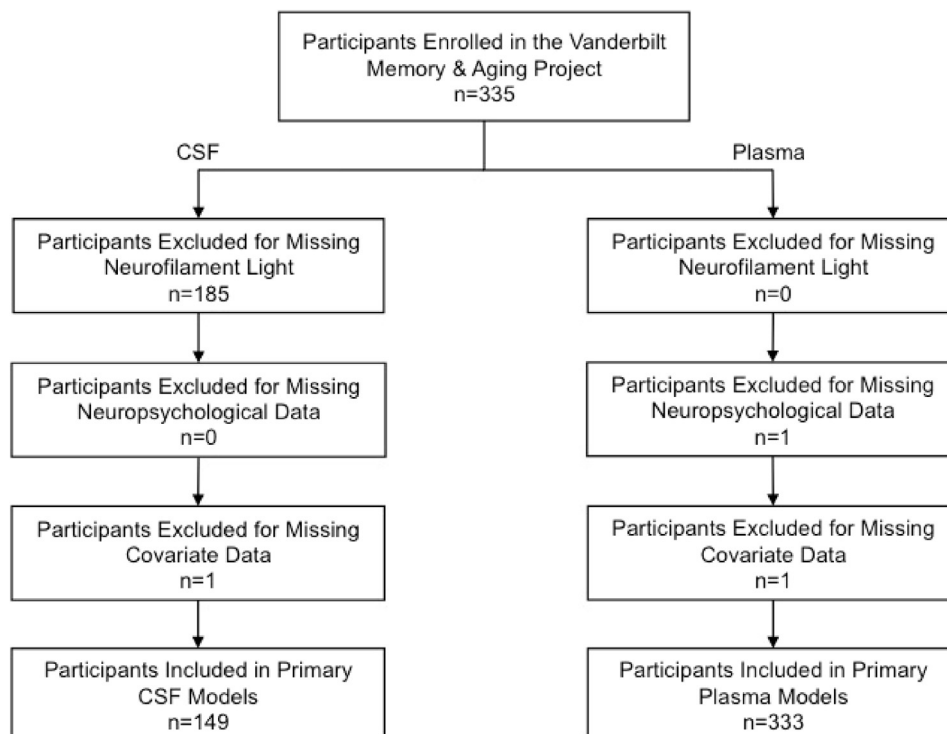 Participants Enrolled in the Vanderbilt
Memory & Aging Project
n=335
CSF
Plasma
Participants Excluded for Missing
Neurofilament Light
n=185
Participants Excluded for Missing
Neuropsychological Data
n=0
Participants Excluded for Missing
Covariate Data
n=1
Participants Included in Primary
CSF Models
n=149
Participants Excluded for Missing
Neurofilament Light
n=0
Participants Excluded for Missing
Neuropsychological Data
n=1
Participants Excluded for Missing
Covariate Data
n=1
Participants Included in Primary
Plasma Models
n=333